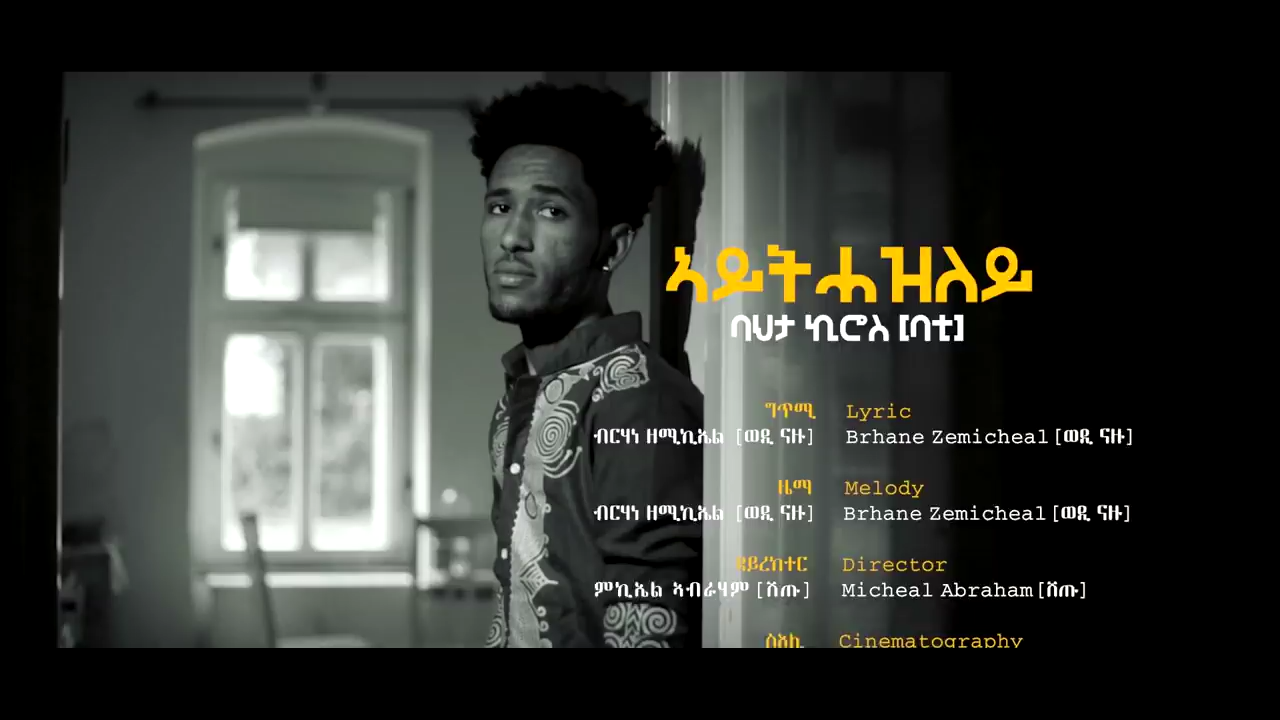 ኣይትሐዝለይ
ባህታ ኪሮስ [ባቲ]
ግጥሚ Lyric
ብርሃነ ዘሚኪኤል [ወዲ ናዙ] Brhane Zemicheal [ወዲ ናዙ]
ዜማ Melody
ብርሃነ ዘሚኪኤል [ወዲ ናዙ] Brhane Zemicheal [ወዲ ናዙ]
ዳይረክተር Director
ምኪኤል ኣብራሃም [ሸጡ] Micheal Abraham [ሸጡ]
ስእሊ Cinematography